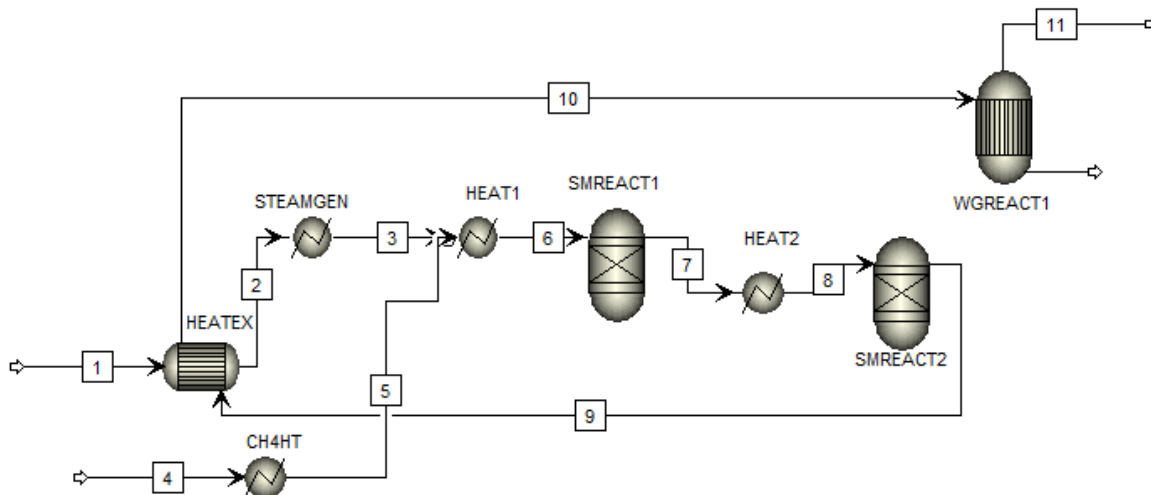 11
10
WGREACT1
SMREACT1
HEAT1
STEAMGEN
3
6
7
HEAT2
8
2
SMREACT2
HEATEX
1
5
9
CH4HT
4